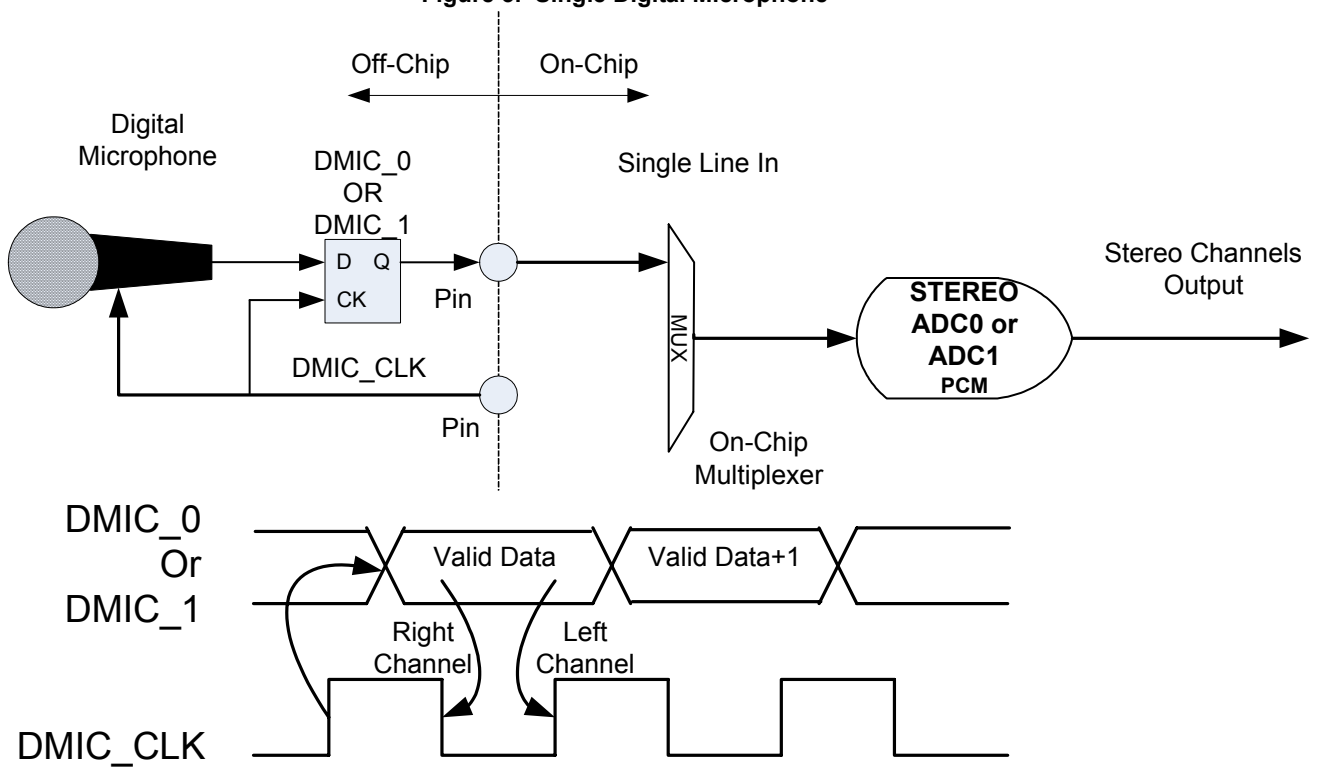 Figure 5. Single Digital Microphone
Off-Chip
On-Chip
Digital
Microphone
DMIC_0
OR
DMIC_1
Single Line In
D Q
CK
Pin
MUX
STEREO
ADC0 or
ADC1
PCM
Stereo Channels
Output
DMIC_CLK
Pin
On-Chip
Multiplexer
DMIC_0
Or
DMIC_1
Valid Data
Valid Data+1
Right
Channel
Left
Channel
DMIC_CLK